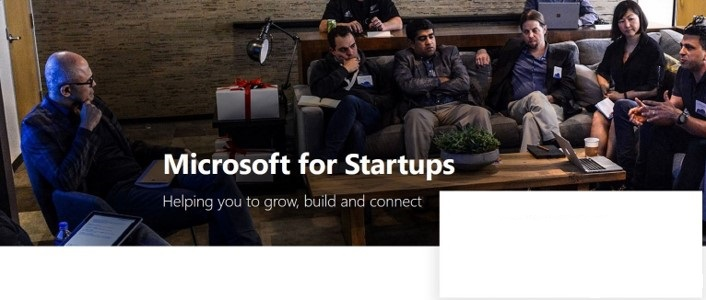 Microsoft for Startups
Helping you to grow, build and connect